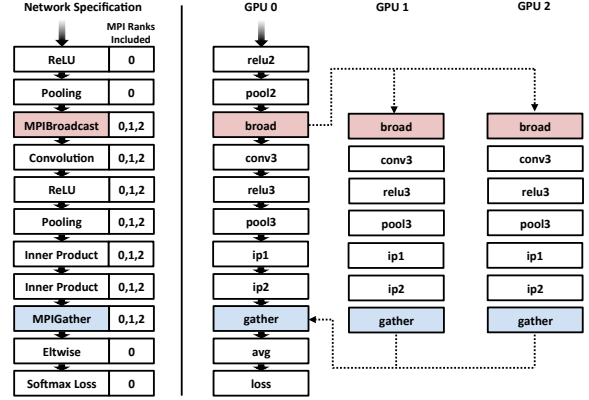 Network Specification
MPI Ranks
Included
ReLU 0
Pooling 0
MPIBroadcast 0,1,2
Convolution 0,1,2
ReLU 0,1,2
Pooling 0,1,2
Inner Product 0,1,2
Inner Product 0,1,2
MPIGather 0,1,2
Eltwise 0
Softmax Loss 0
GPU 0
relu2
pool2
broad
conv3
relu3
pool3
ip1
ip2
gather
avg
loss
GPU 1
broad
conv3
relu3
pool3
ip1
ip2
gather
GPU 2
broad
conv3
relu3
pool3
ip1
ip2
gather